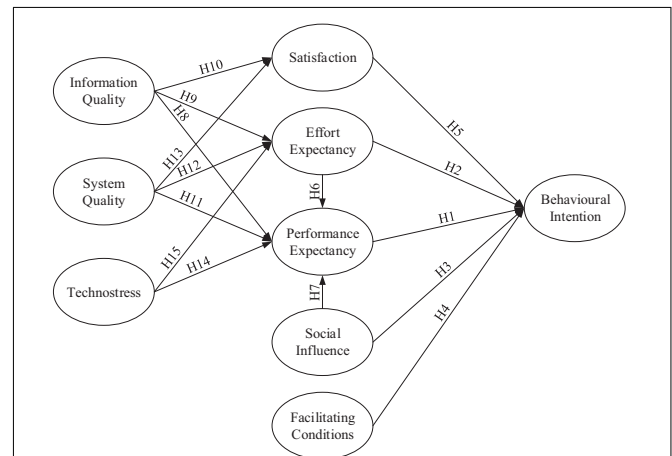 Satisfaction
H10
Information
Quality
H9
H8
H5
Effort
Expectancy
H13
H12
H2
System
Quality
H6
Behavioural
Intention
H11
H1
Performance
Expectancy
H15
H14
H3
Technostress
H7
H4
Social
Influence
Facilitating
Conditions